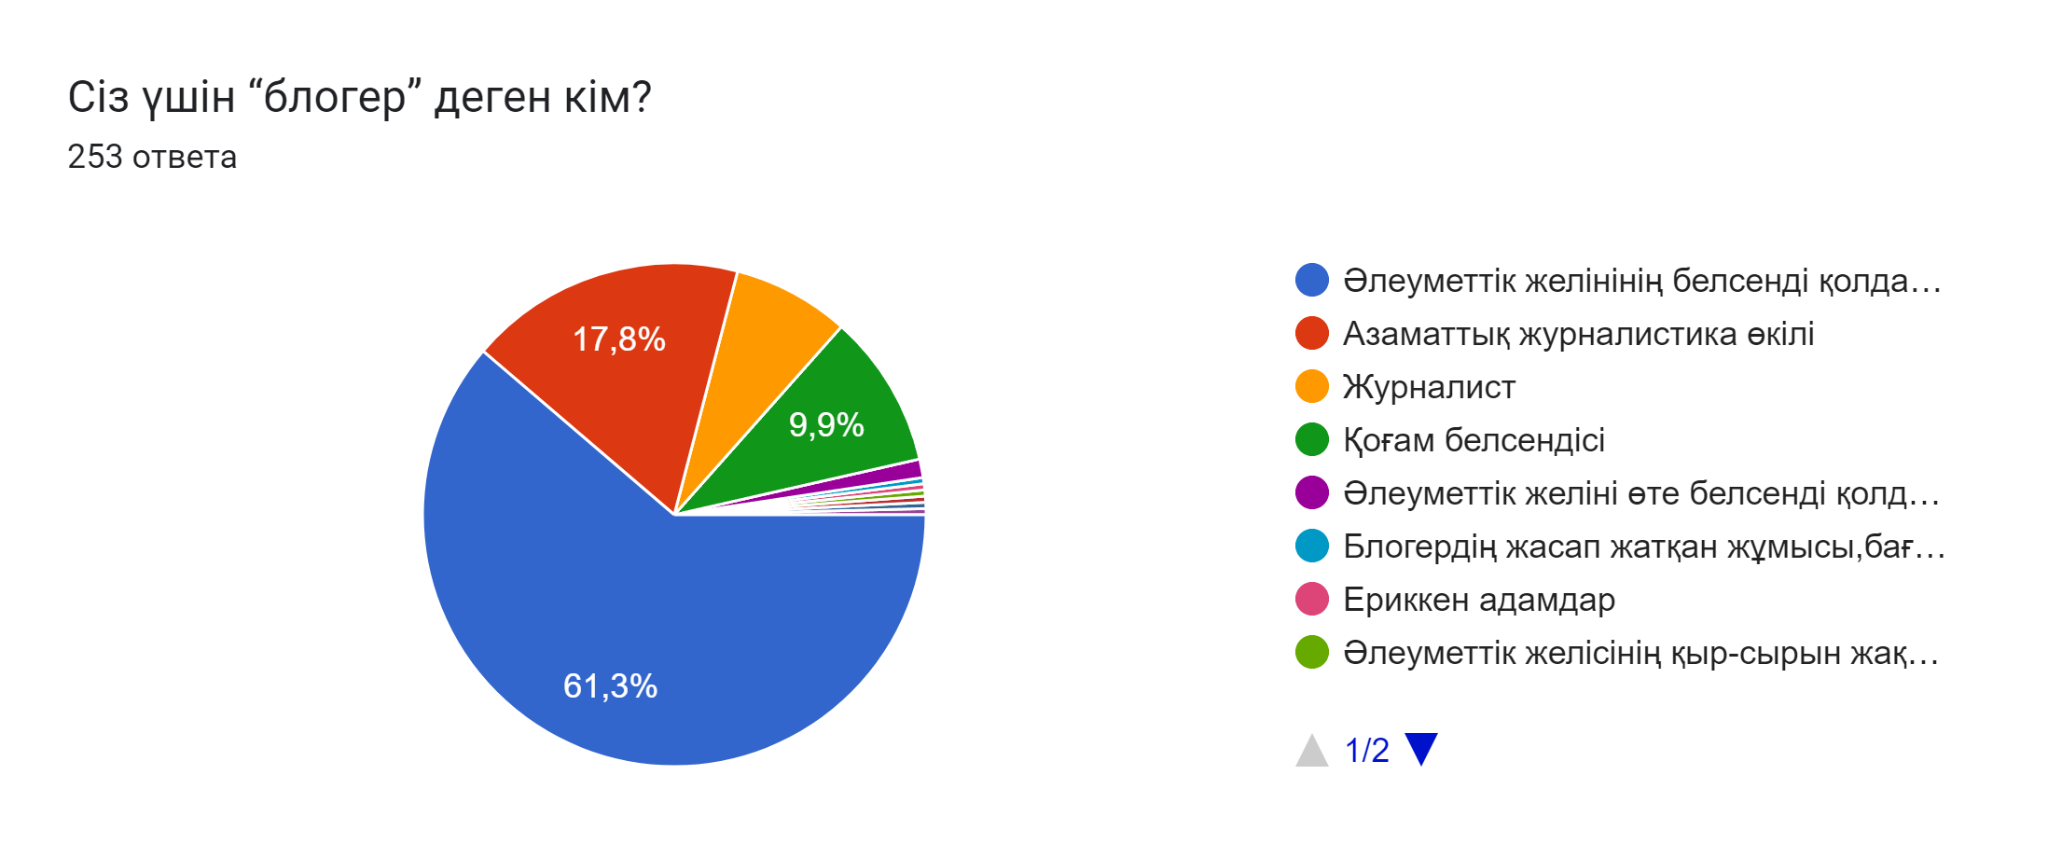 Сіз үшін “блогер” деген кім?
253 ответа
17,8%
9,9%
61,3%
Әлеуметтік желінінің белсенді қолда…
Азаматтық журналистика өкілі
Журналист
Қоғам белсендісі
Әлеуметтік желіні өте белсенді қолд…
Блогердің жасап жатқан жұмысы,бағ…
Ериккен адамдар
Әлеуметтік желісінің қыр-сырын жақ…
1/2